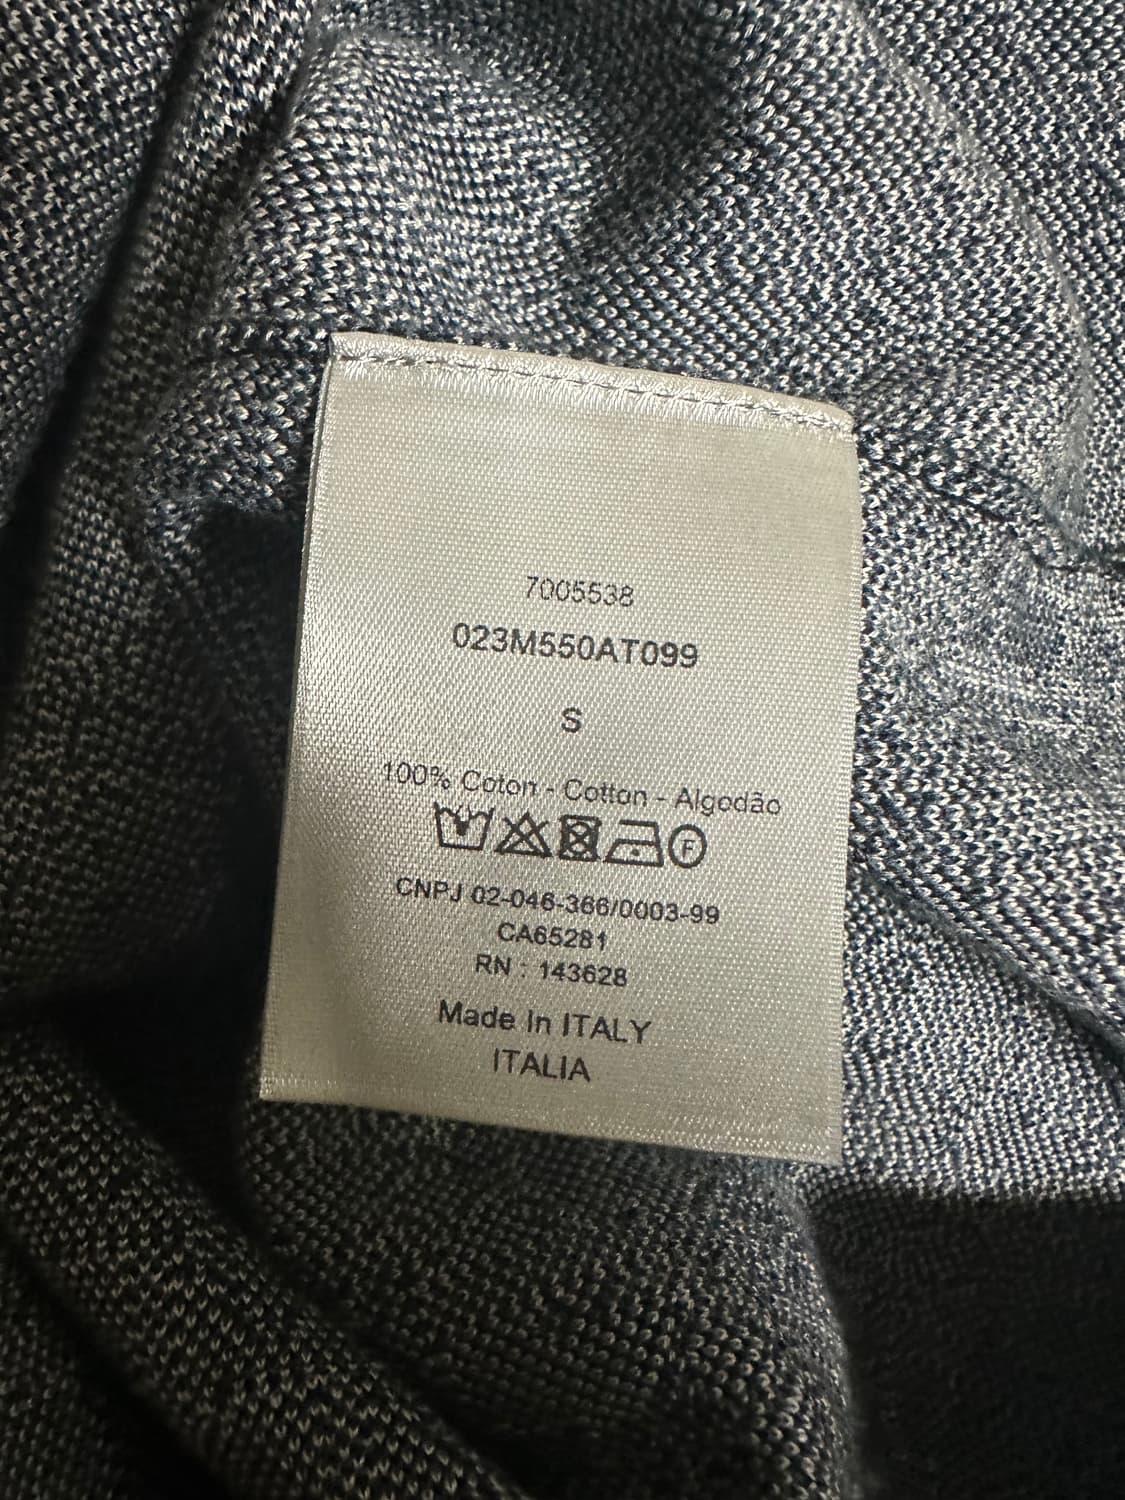 7005538
023M550AT099
S
100% Coton - Cotton - Algodão
F
CNPJ 02-046-366/0003-99
CA65281
RN : 143628
Made In ITALY
ITALIA